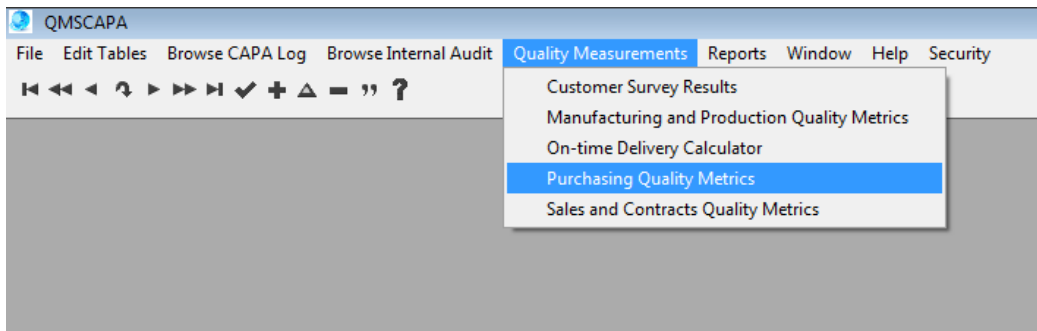 QMSCAPA
File Edit Tables Browse CAPA Log Browse Internal Audit Quality Measurements Reports Window Help Security
Customer Survey Results
Manufacturing and Production Quality Metrics
On-time Delivery Calculator
Purchasing Quality Metrics
Sales and Contracts Quality Metrics